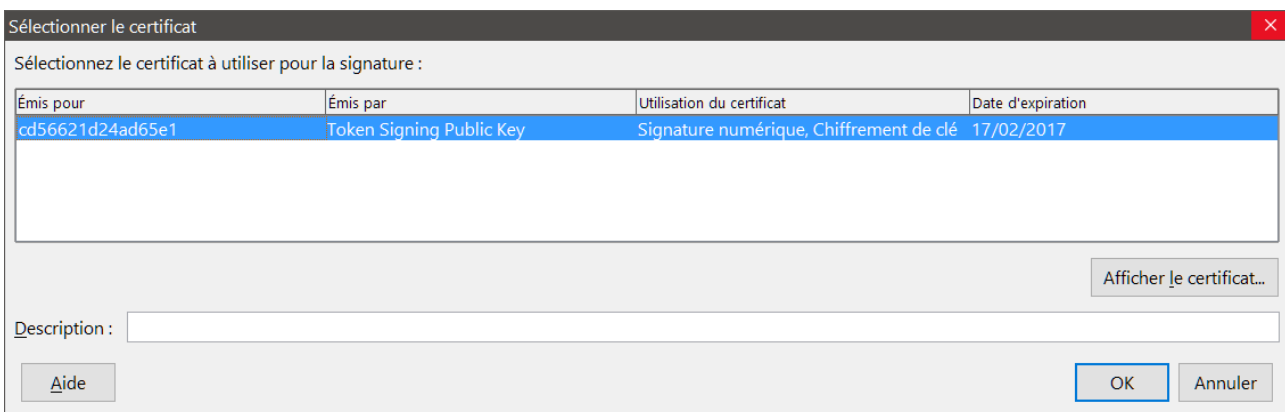 Sélectionner le certificat
Sélectionnez le certificat à utiliser pour la signature :
Émis pour Émis par Utilisation du certificat Date d'expiration
cd56621d24ad65e1 Token Signing Public Key Signature numérique, Chiffrement de clé 17/02/2017
Afficher le certificat...
Description :
Aide OK Annuler